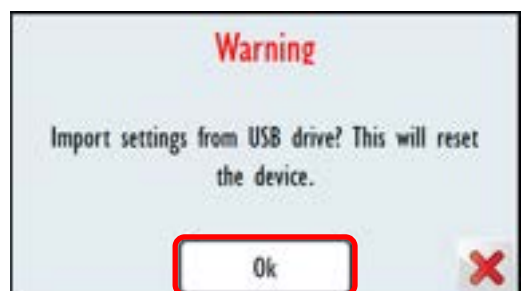 Warning
Import settings from USB drive? This will reset
the device.
Ok